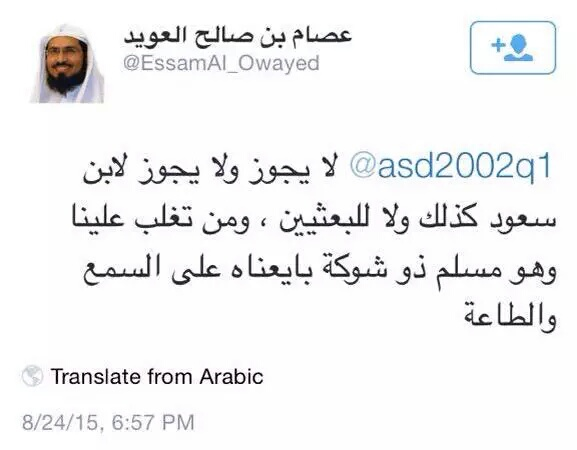 عصام بن صالح العويد
@EssamAl_Owayed
@asd2002q1 لا يجوز ولا يجوز لابن
سعود كذلك ولا للبعثيين ، ومن تغلب علينا
وهو مسلم ذو شوكة بايعناه على السمع
والطاعة
Translate from Arabic
8/24/15, 6:57 PM